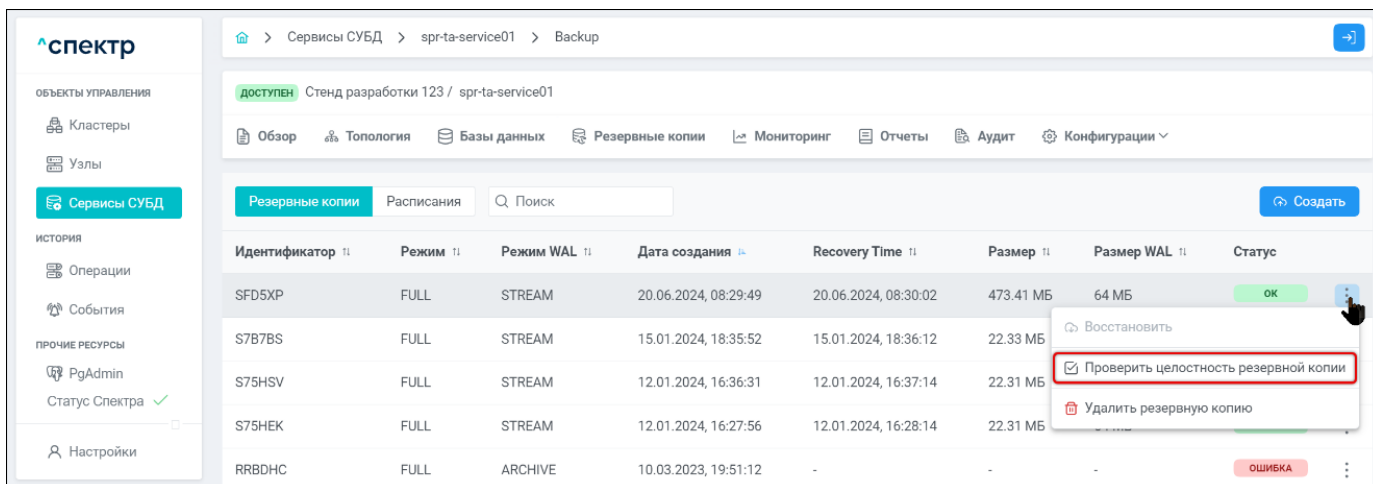 ^спектр
ОБЪЕКТЫ УПРАВЛЕНИЯ
Кластеры
Узлы
Сервисы СУБД
ИСТОРИЯ
Операции
События
ПРОЧИЕ РЕСУРСЫ
PgAdmin
Статус Спектра
Настройки
> Сервисы СУБД > spr-ta-service01 > Backup
ДОСТУПЕН Стенд разработки 123 / spr-ta-service01
Обзор Топология Базы данных Резервные копии Мониторинг Отчеты Аудит Конфигурации
Резервные копии Расписания Поиск Создать
Идентификатор Режим Режим WAL Дата создания Recovery Time Размер Размер WAL Статус
SFD5XP FULL STREAM 20.06.2024, 08:29:49 20.06.2024, 08:30:02 473.41 МБ 64 МБ ОК
S7B7BS FULL STREAM 15.01.2024, 18:35:52 15.01.2024, 18:36:12 22.33 МБ
S75HSV FULL STREAM 12.01.2024, 16:36:31 12.01.2024, 16:37:14 22.31 МБ
S75HEK FULL STREAM 12.01.2024, 16:27:56 12.01.2024, 16:28:14 22.31 МБ
RRBDHC FULL ARCHIVE 10.03.2023, 19:51:12 - - - ОШИБКА
Восстановить
Проверить целостность резервной копии
Удалить резервную копию